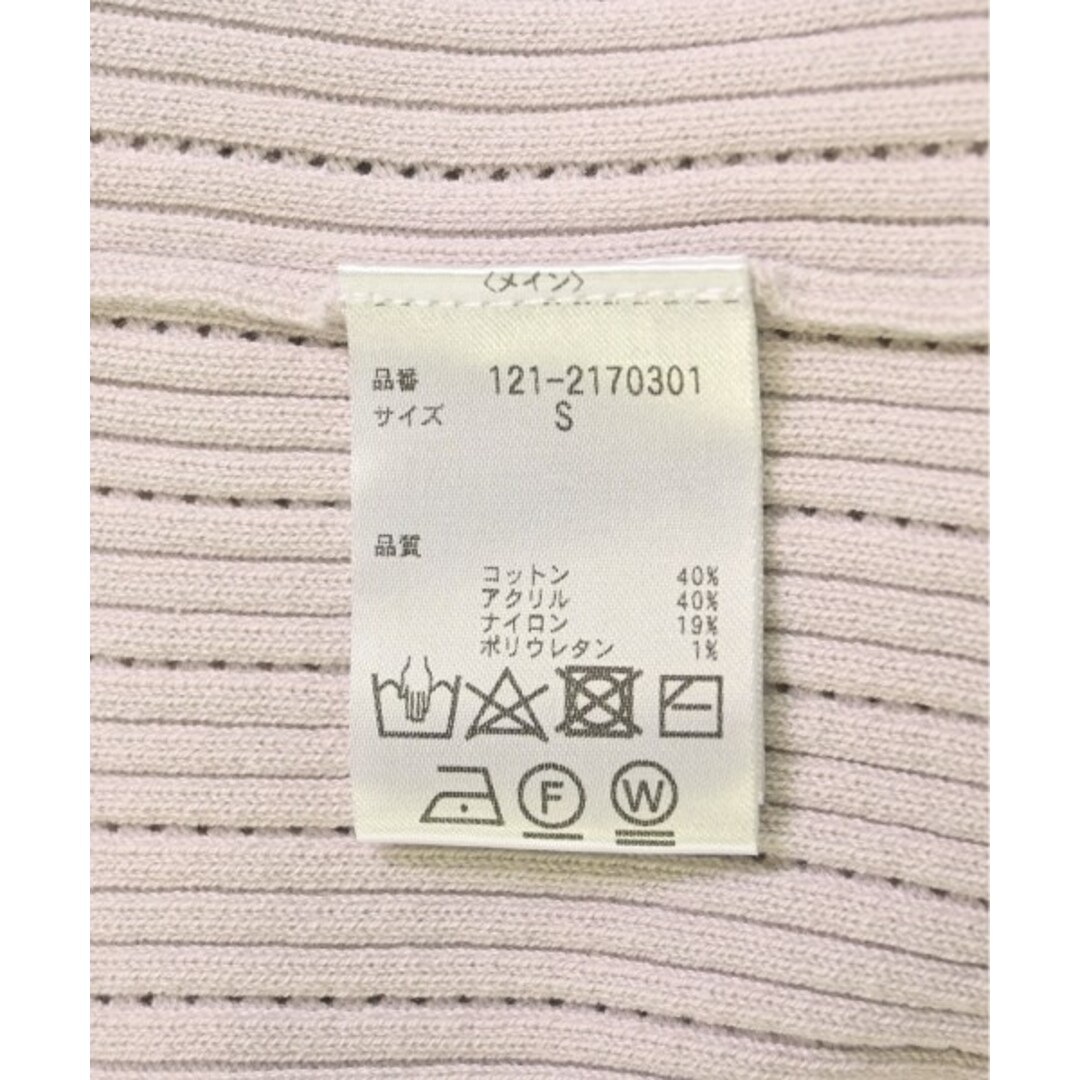 〈メイン〉
品番 121-2170301
サイズ S
品質
コットン 40%
アクリル 40%
ナイロン 19%
ポリウレタン 1%
F W